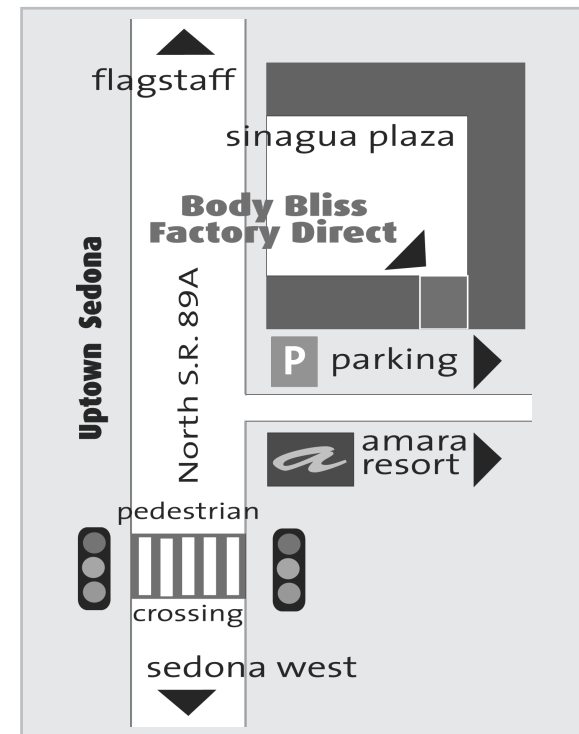 flagstaff
sinagua plaza
Body Bliss
Factory Direct
Uptown Sedona
North S.R. 89A
P parking
a amara
resort
pedestrian
crossing
sedona west